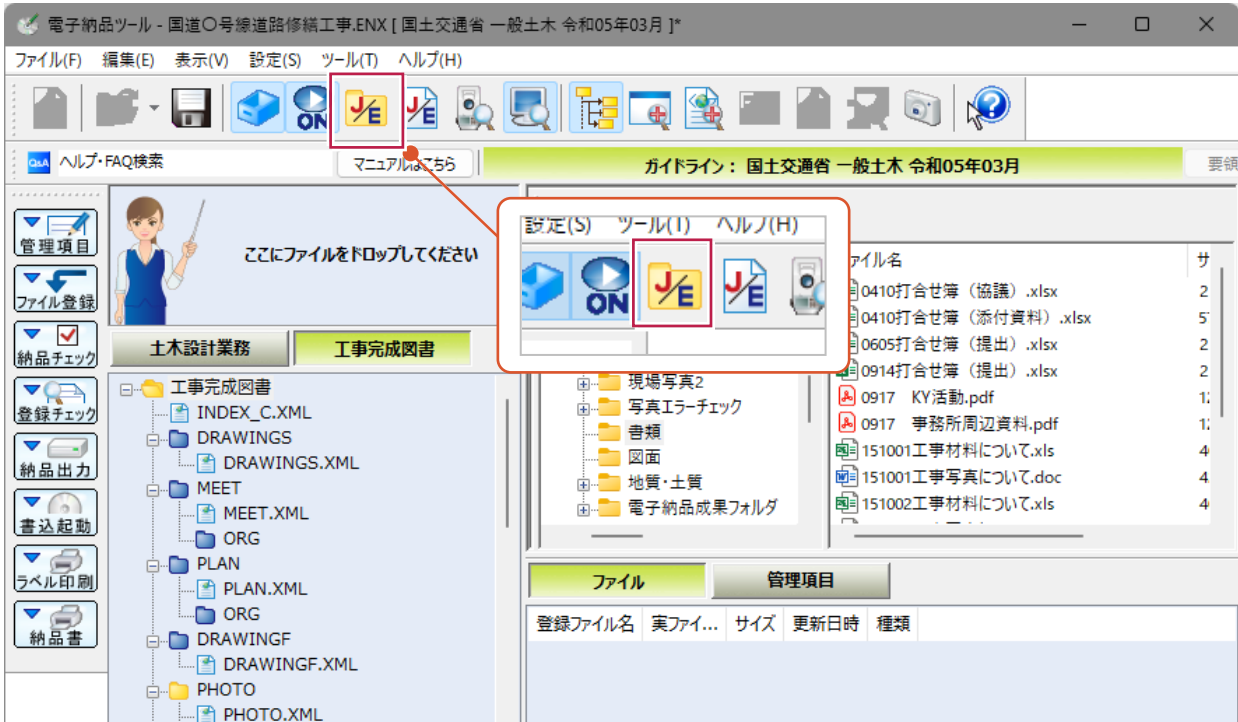 電子納品ツール - 国道〇号線道路修繕工事.ENX [ 国土交通省 一般土木 令和05年03月 ]*
ファイル(F) 編集(E) 表示(V) 設定(S) ツール(T) ヘルプ(H)
ON J/E J/E
Q&A ヘルプ・FAQ検索 マニュアルはこちら ガイドライン： 国土交通省 一般土木 令和05年03月 要領
管理項目
ファイル登録
納品チェック
登録チェック
納品出力
書込起動
ラベル印刷
納品書
ここにファイルをドロップしてください
土木設計業務 工事完成図書
工事完成図書
INDEX_C.XML
DRAWINGS
DRAWINGS.XML
MEET
MEET.XML
ORG
PLAN
PLAN.XML
ORG
DRAWINGF
DRAWINGF.XML
PHOTO
PHOTO.XML
設定(S) ツール(T) ヘルプ(H)
ON J/E J/E
現場写真2
写真エラーチェック
書類
図面
地質・土質
電子納品成果フォルダ
ァイル名 サ
0410打合せ簿（協議）.xlsx 2
0410打合せ簿（添付資料）.xlsx 5
0605打合せ簿（提出）.xlsx 2
0914打合せ簿（提出）.xlsx 2
0917 KY活動.pdf 1
0917 事務所周辺資料.pdf 1
151001工事材料について.xls 4
151001工事写真について.doc 4
151002工事材料について.xls 4
ファイル 管理項目
登録ファイル名 実ファイ... サイズ 更新日時 種類